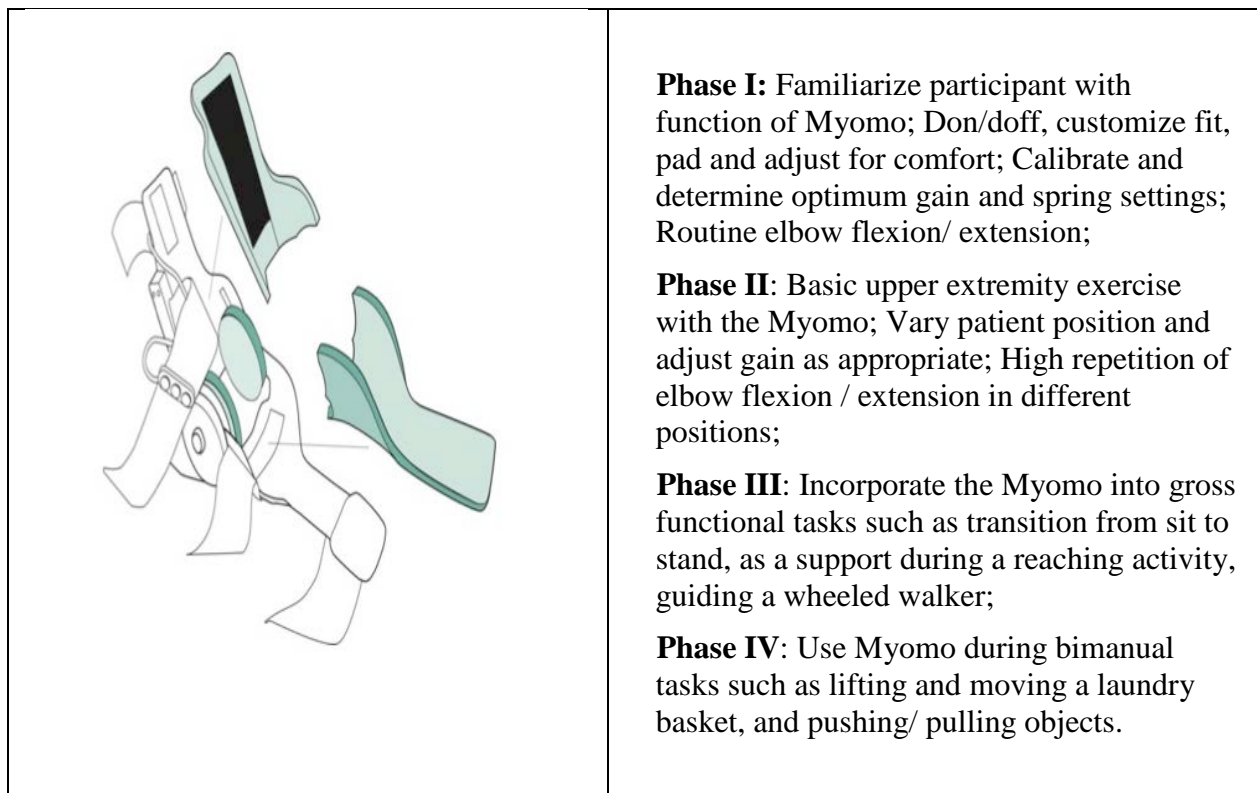 Phase I: Familiarize participant with
function of Myomo; Don/doff, customize fit,
pad and adjust for comfort; Calibrate and
determine optimum gain and spring settings;
Routine elbow flexion/ extension;
Phase II: Basic upper extremity exercise
with the Myomo; Vary patient position and
adjust gain as appropriate; High repetition of
elbow flexion / extension in different
positions;
Phase III: Incorporate the Myomo into gross
functional tasks such as transition from sit to
stand, as a support during a reaching activity,
guiding a wheeled walker;
Phase IV: Use Myomo during bimanual
tasks such as lifting and moving a laundry
basket, and pushing/ pulling objects.